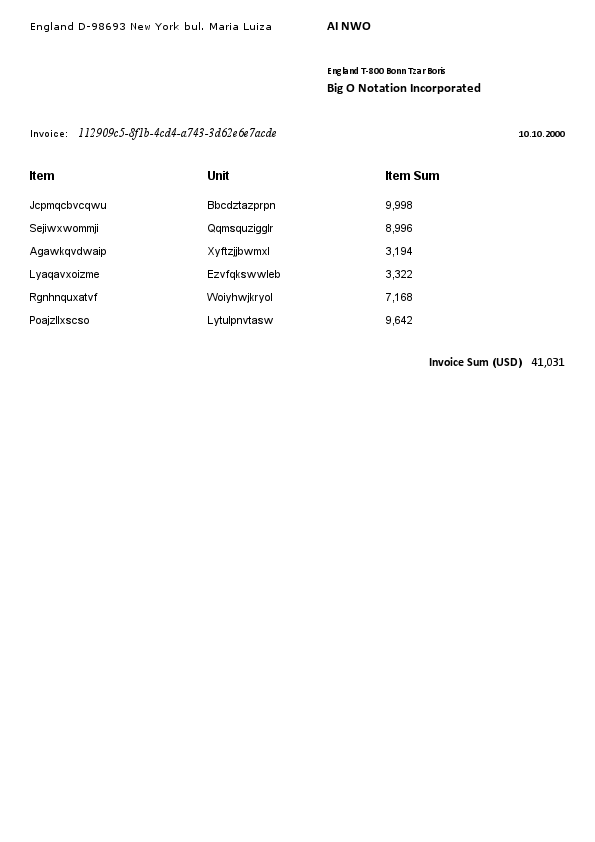 England D-98693 New York bul. Maria Luiza AI NWO
England T-800 Bonn Tzar Boris
Big O Notation Incorporated
Invoice: 112909c5-8f1b-4cd4-a743-3d62e6e7acde 10.10.2000
Item Unit Item Sum
Jcpmqcbvcqwu Bbcdztazprpn 9,998
Sejiwxwommji Qqmsquzigglr 8,996
Agawkqvdwaip Xyftzjjbwmxl 3,194
Lyaqavxoizme Ezvfqkswwleb 3,322
Rgnhnquxatvf Woiyhwjkryol 7,168
Poajzllxscso Lytulpnvtasw 9,642
Invoice Sum (USD) 41,031